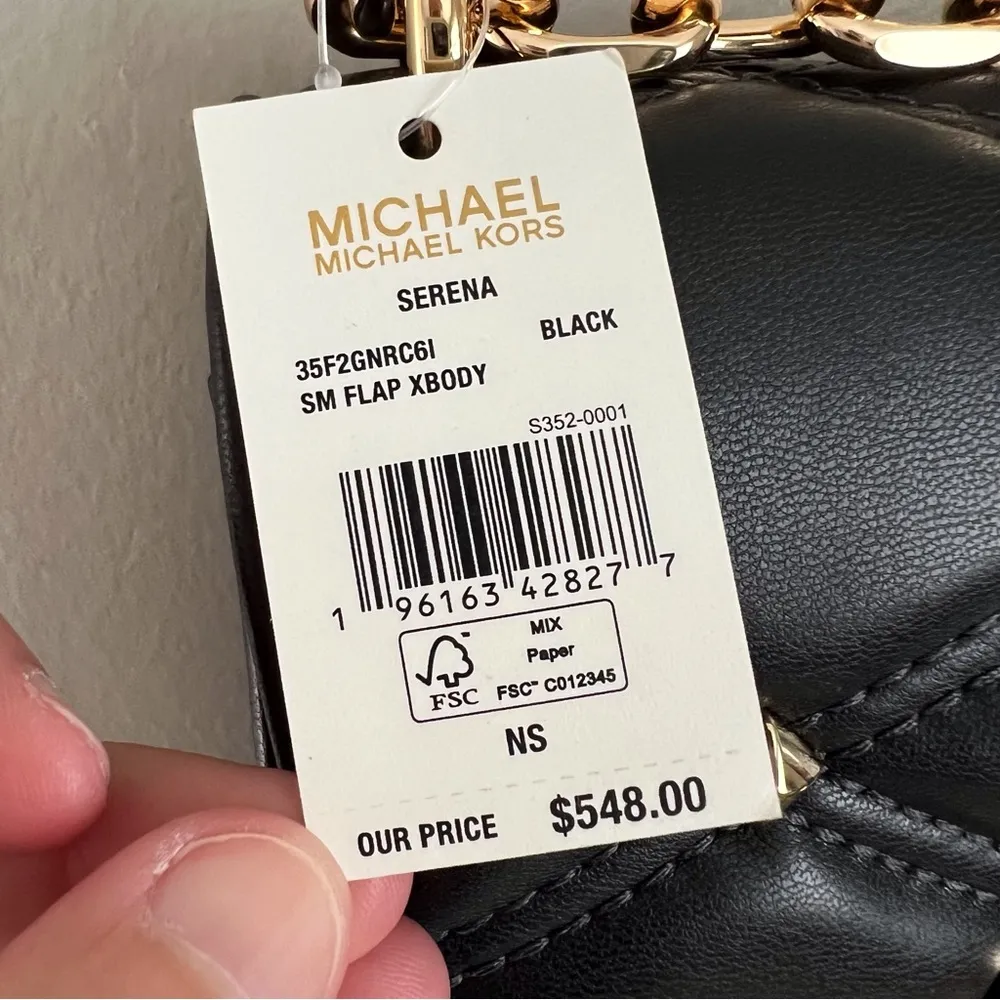 MICHAEL
MICHAEL KORS
SERENA
35F2GNRC6I BLACK
SM FLAP XBODY
S352-0001
1 96163 42827 7
MIX
Paper
FSC™ C012345
FSC
NS
OUR PRICE $548.00